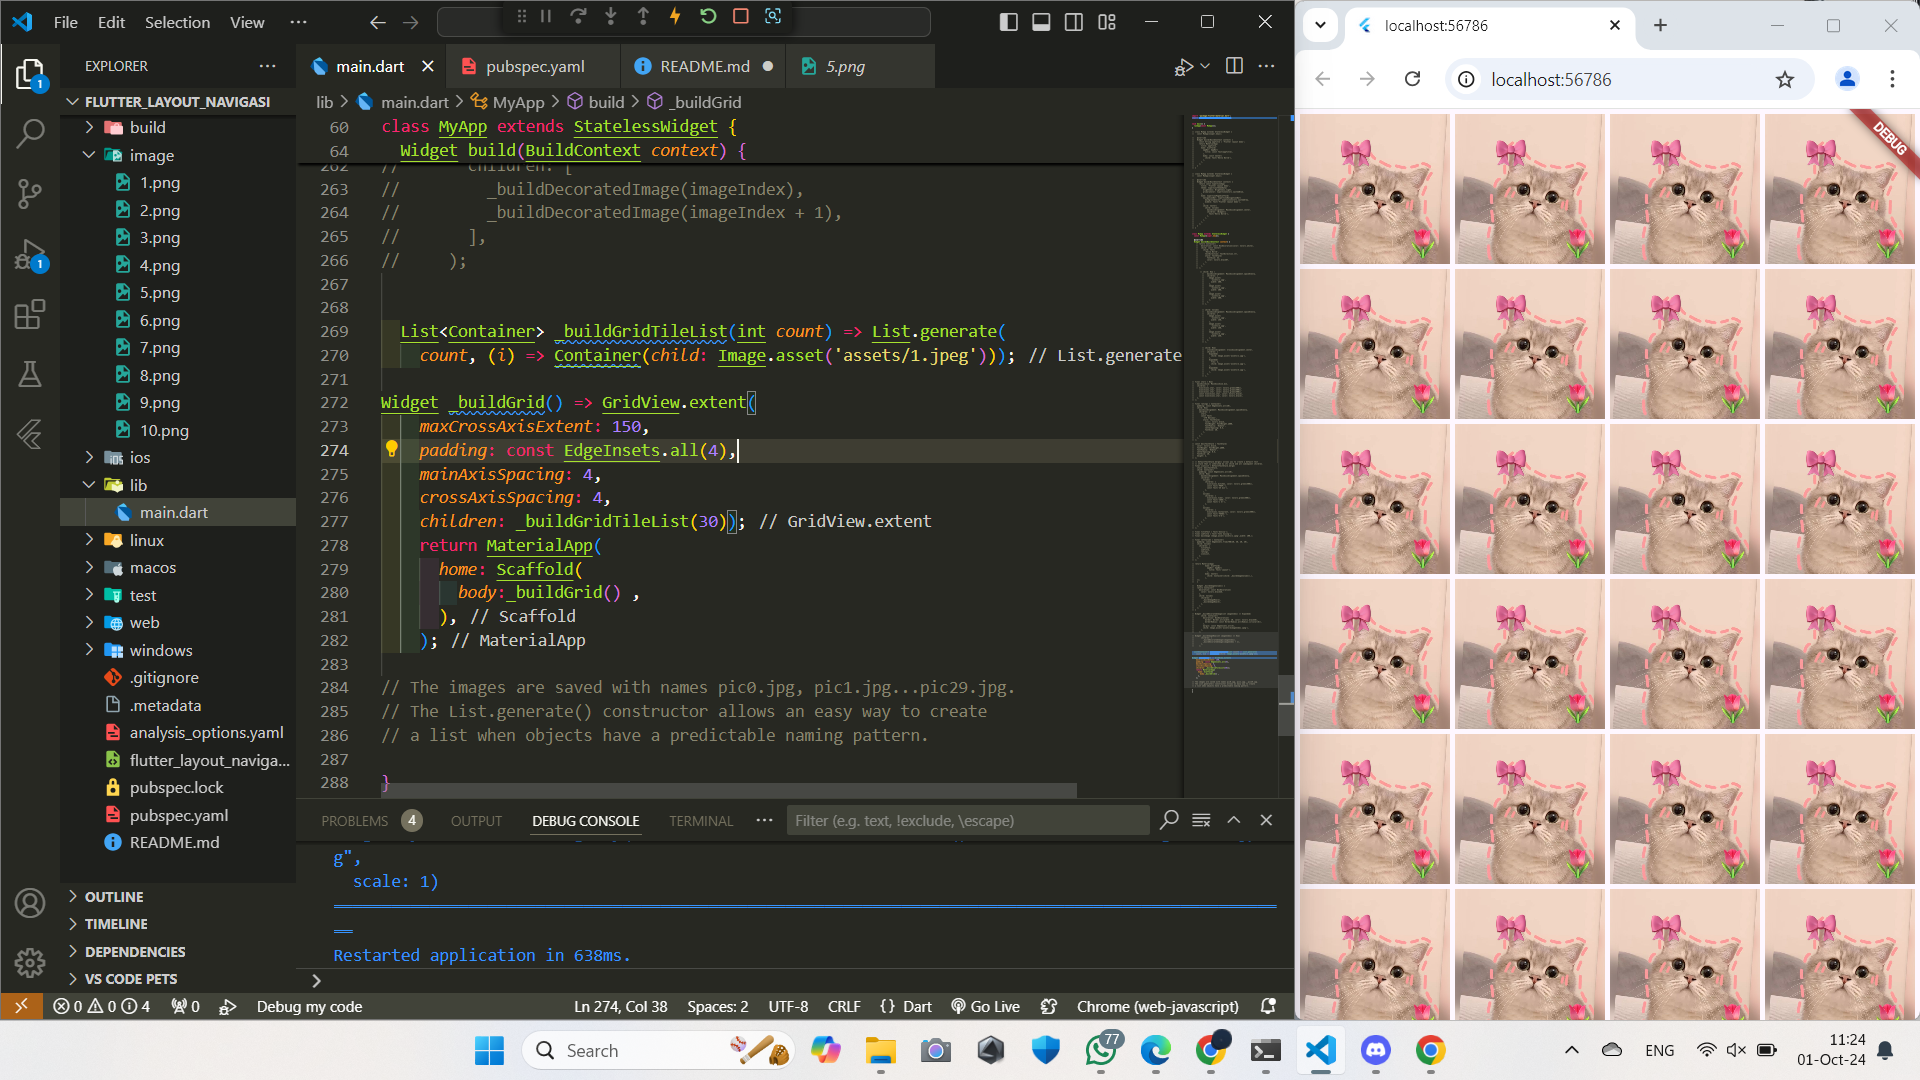 File Edit Selection View ···
EXPLORER ···
FLUTTER_LAYOUT_NAVIGASI
build
image
1.png
2.png
3.png
4.png
5.png
6.png
7.png
8.png
9.png
10.png
ios
lib
main.dart
linux
macos
test
web
windows
.gitignore
.metadata
analysis_options.yaml
flutter_layout_naviga...
pubspec.lock
pubspec.yaml
README.md
OUTLINE
TIMELINE
DEPENDENCIES
VS CODE PETS
1
1
main.dart pubspec.yaml README.md 5.png
lib > main.dart > MyApp > build > _buildGrid
60 class MyApp extends StatelessWidget {
64 Widget build(BuildContext context) {
262 // children: [
263 // _buildDecoratedImage(imageIndex),
264 // _buildDecoratedImage(imageIndex + 1),
265 // ],
266 // );
267
268
269 List<Container> _buildGridTileList(int count) => List.generate(
270 count, (i) => Container(child: Image.asset('assets/1.jpeg'))); // List.generate
271
272 Widget _buildGrid() => GridView.extent(
273 maxCrossAxisExtent: 150,
274 padding: const EdgeInsets.all(4),
275 mainAxisSpacing: 4,
276 crossAxisSpacing: 4,
277 children: _buildGridTileList(30)); // GridView.extent
278 return MaterialApp(
279 home: Scaffold(
280 body:_buildGrid() ,
281 ), // Scaffold
282 ); // MaterialApp
283
284 // The images are saved with names pic0.jpg, pic1.jpg...pic29.jpg.
285 // The List.generate() constructor allows an easy way to create
286 // a list when objects have a predictable naming pattern.
287
288 }
PROBLEMS 4 OUTPUT DEBUG CONSOLE TERMINAL ··· Filter (e.g. text, !exclude, \escape)
g",
scale: 1)
Restarted application in 638ms.
0 0 4 0 Debug my code Ln 274, Col 38 Spaces: 2 UTF-8 CRLF {} Dart Go Live Chrome (web-javascript)
localhost:56786
localhost:56786
DEBUG
Search
77
ENG
11:24
01-Oct-24